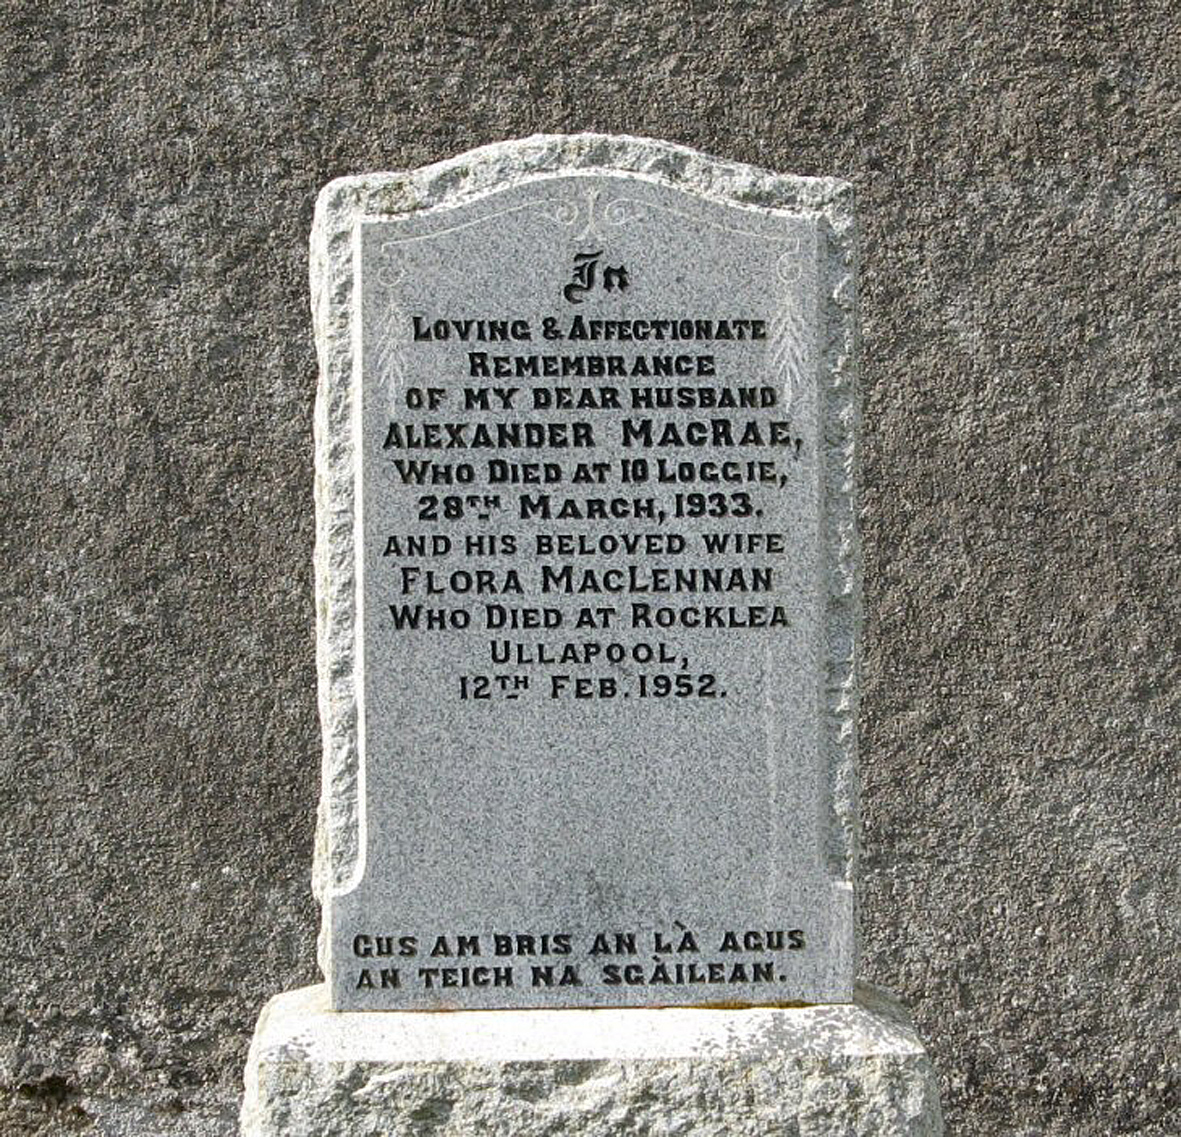 In
LOVING & AFFECTIONATE
REMEMBRANCE
OF MY DEAR HUSBAND
ALEXANDER MACRAE,
WHO DIED AT 10 LOGGIE,
28TH MARCH, 1933.
AND HIS BELOVED WIFE
FLORA MACLENNAN
WHO DIED AT ROCKLEA
ULLAPOOL,
12TH FEB. 1952.
GUS AM BRIS AN LÀ AGUS
AN TEICH NA SGÀILEAN.